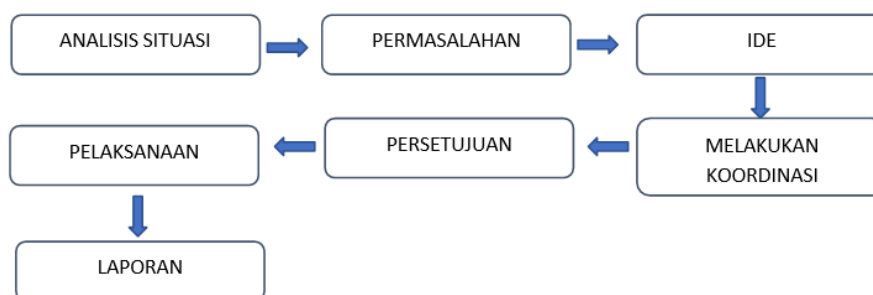 ANALISIS SITUASI
PERMASALAHAN
IDE
MELAKUKAN
KOORDINASI
PERSETUJUAN
PELAKSANAAN
LAPORAN